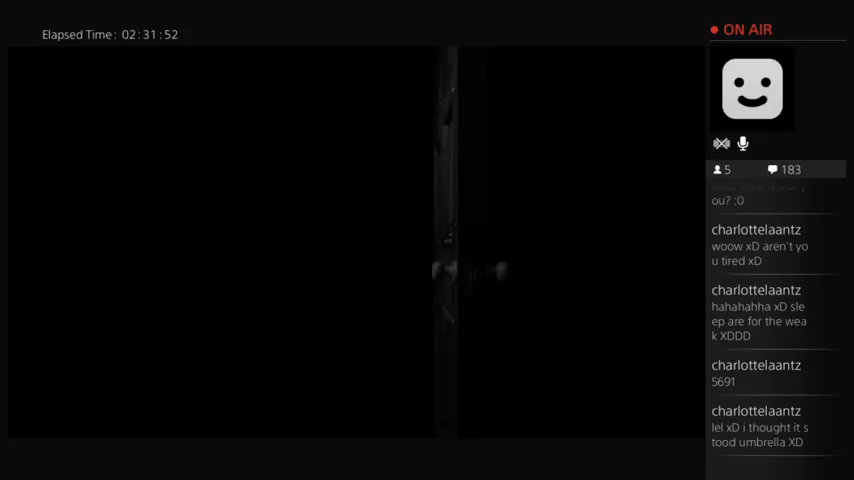 Elapsed Time: 02:31:52
ON AIR
5
183
ou? ;0
charlottelaantz
woow xD aren't yo
u tired xD
charlottelaantz
hahahahha xD sle
ep are for the wea
k XDDD
charlottelaantz
5691
charlottelaantz
lel xD i thought it s
tood umbrella XD